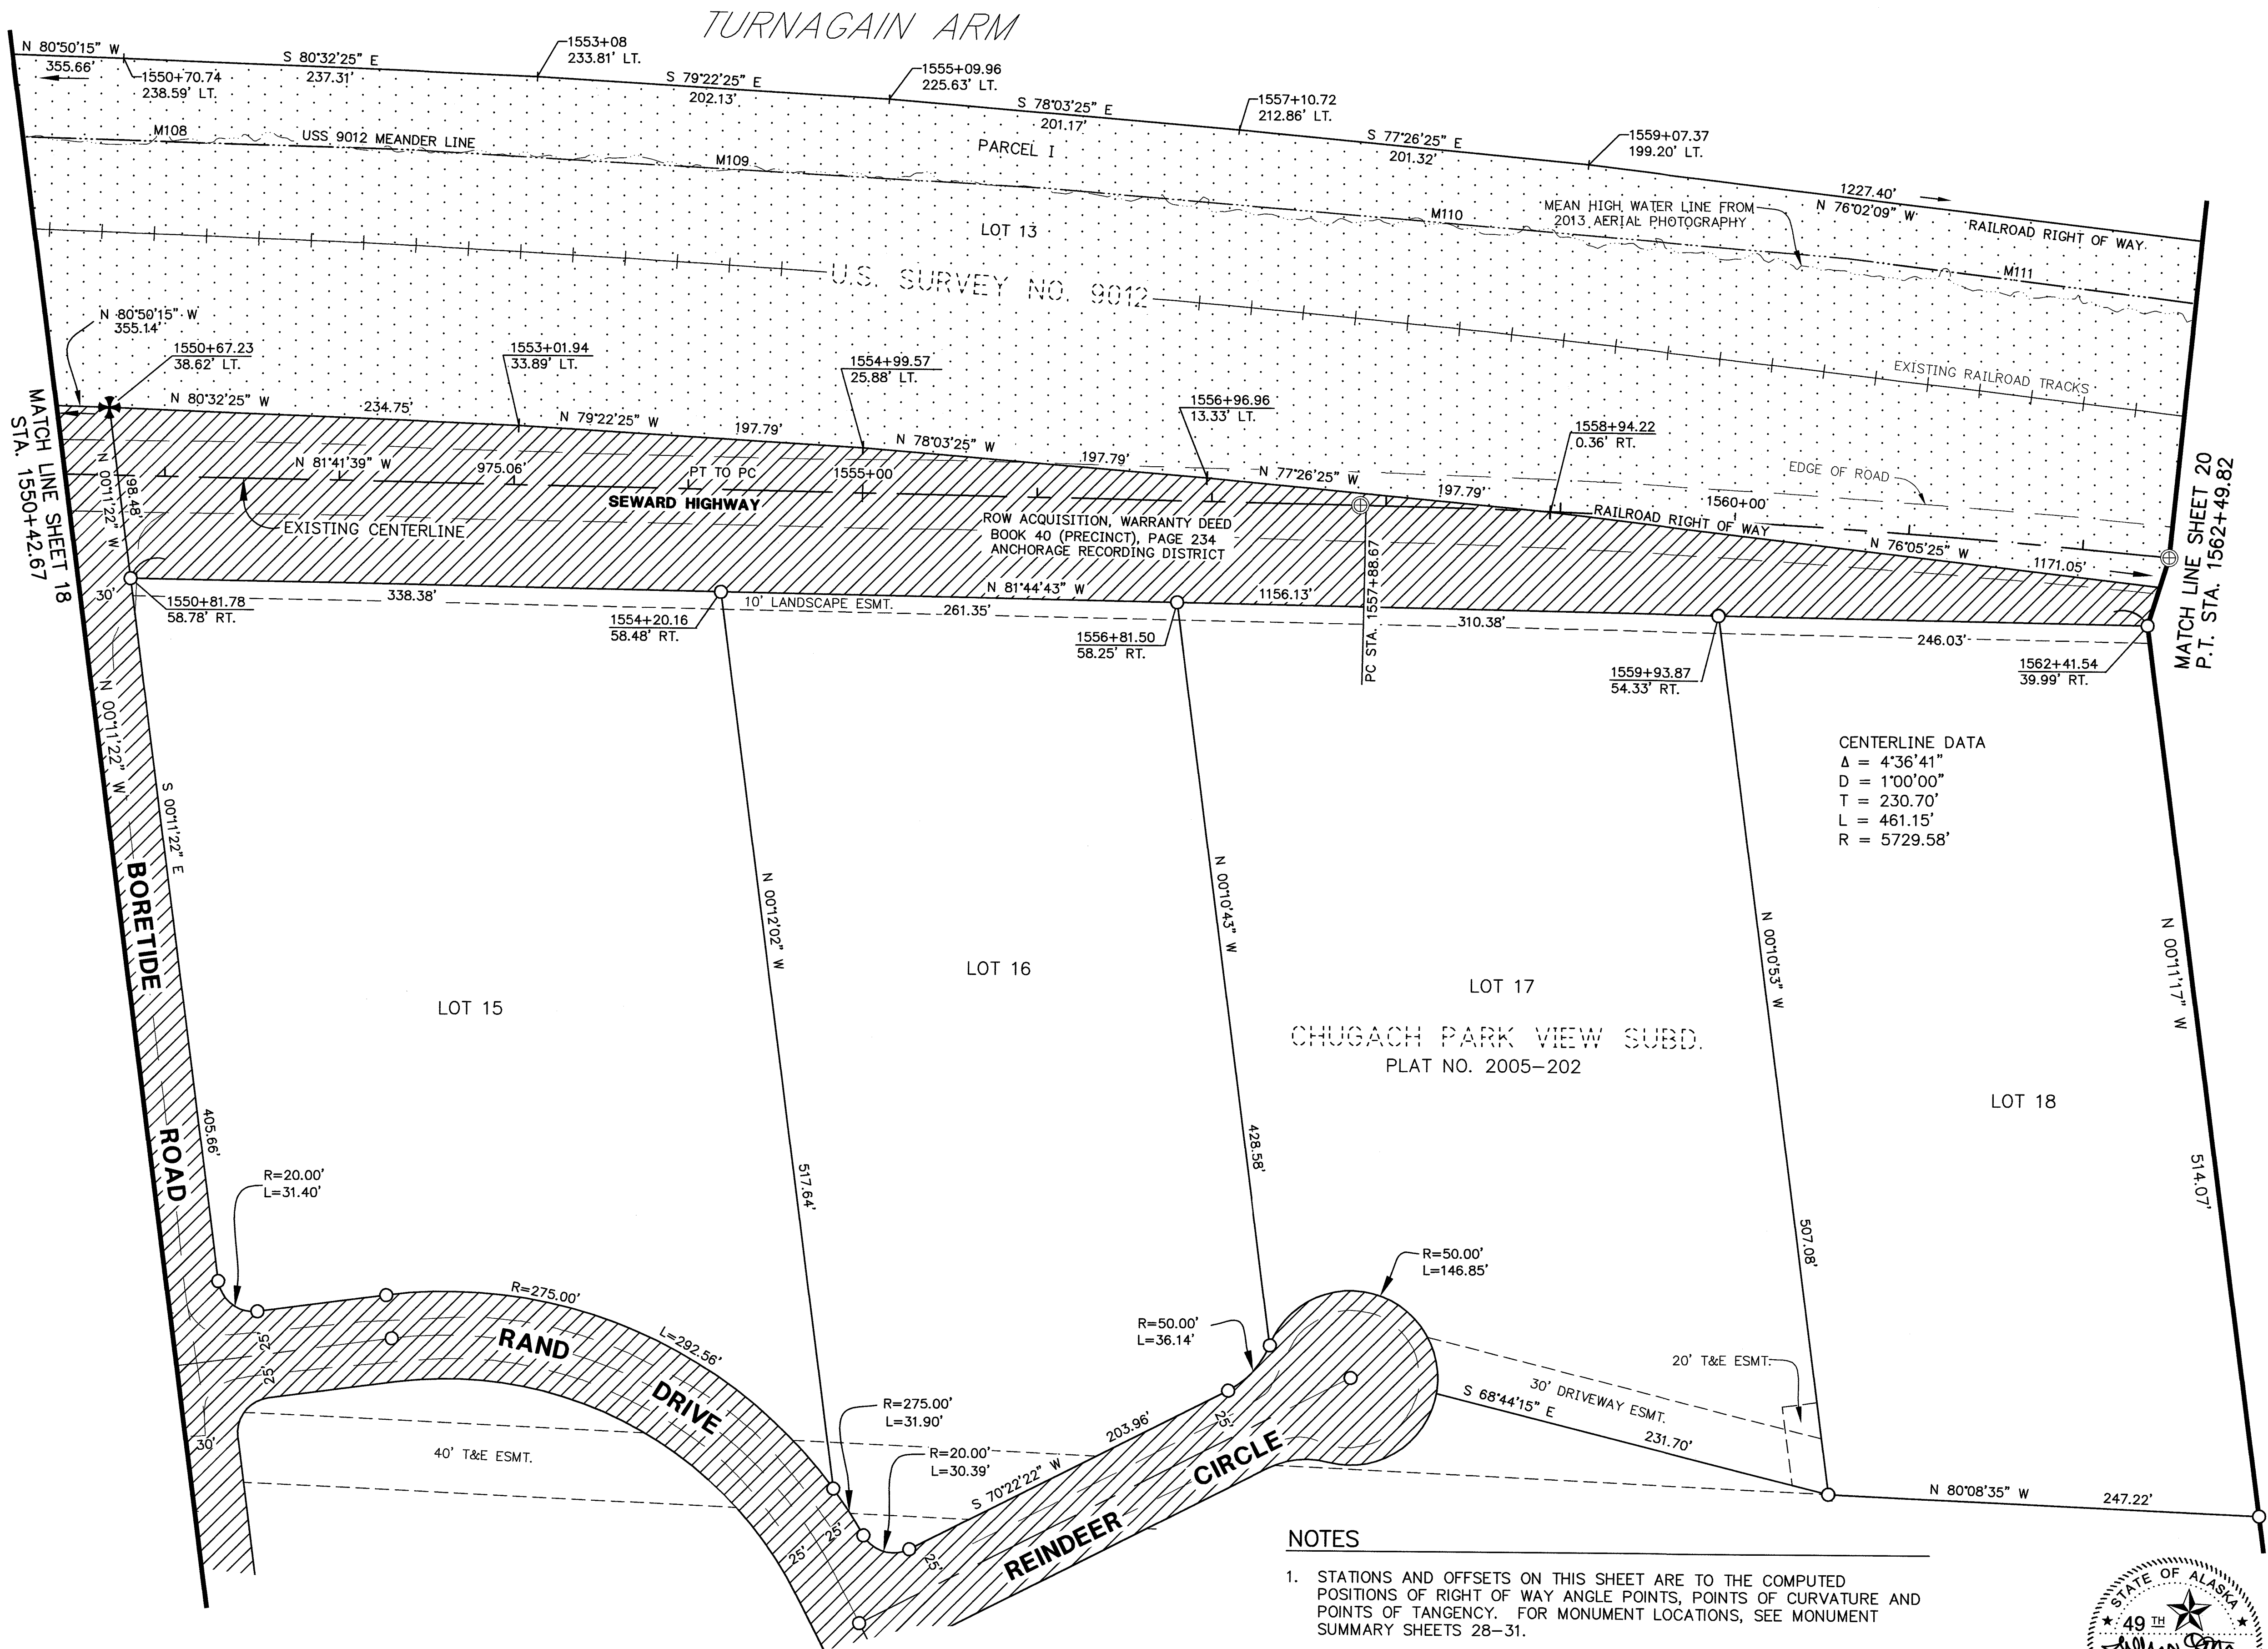 TURNAGAIN ARM
N 80°50'15" W
355.66'
1550+70.74
238.59' LT.
S 80°32'25" E
237.31'
1553+08
233.81' LT.
S 79°22'25" E
202.13'
1555+09.96
225.63' LT.
S 78°03'25" E
201.17'
1557+10.72
212.86' LT.
S 77°26'25" E
201.32'
1559+07.37
199.20' LT.
1227.40'
N 76°02'09" W
RAILROAD RIGHT OF WAY
M108
USS 9012 MEANDER LINE
M109
PARCEL I
M110
MEAN HIGH WATER LINE FROM
2013 AERIAL PHOTOGRAPHY
M111
LOT 13
U.S. SURVEY NO. 9012
EXISTING RAILROAD TRACKS
N 80°50'15" W
355.14'
1550+67.23
38.62' LT.
1553+01.94
33.89' LT.
1554+99.57
25.88' LT.
1556+96.96
13.33' LT.
1558+94.22
0.36' RT.
MATCH LINE SHEET 18
STA. 1550+42.67
N 80°32'25" W
234.75'
N 79°22'25" W
197.79'
N 78°03'25" W
197.79'
N 77°26'25" W
197.79'
EDGE OF ROAD
N 81°41'39" W
975.06'
PT TO PC
1555+00
SEWARD HIGHWAY
EXISTING CENTERLINE
ROW ACQUISITION, WARRANTY DEED
BOOK 40 (PRECINCT), PAGE 234
ANCHORAGE RECORDING DISTRICT
1560+00
RAILROAD RIGHT OF WAY
N 76°05'25" W
1171.05'
MATCH LINE SHEET 20
P.T. STA. 1562+49.82
N 00°11'22" W
98.48'
PC STA. 1557+88.67
30'
1550+81.78
58.78' RT.
338.38'
10' LANDSCAPE ESMT.
1554+20.16
58.48' RT.
261.35'
N 81°44'43" W
1156.13'
1556+81.50
58.25' RT.
310.38'
1559+93.87
54.33' RT.
246.03'
1562+41.54
39.99' RT.
CENTERLINE DATA
Δ = 4°36'41"
D = 1°00'00"
T = 230.70'
L = 461.15'
R = 5729.58'
N 00°11'22" W
S 00°11'22" E
405.66'
BORETIDE
ROAD
LOT 15
N 00°12'02" W
517.64'
LOT 16
N 00°10'43" W
428.58'
LOT 17
CHUGACH PARK VIEW SUBD.
PLAT NO. 2005-202
N 00°10'53" W
507.08'
LOT 18
N 00°11'17" W
514.07'
R=20.00'
L=31.40'
R=275.00'
L=292.56'
RAND
DRIVE
25'
25'
30'
40' T&E ESMT.
R=275.00'
L=31.90'
R=20.00'
L=30.39'
25'
25'
25'
203.96'
S 70°22'22" W
R=50.00'
L=36.14'
R=50.00'
L=146.85'
25'
REINDEER
CIRCLE
20' T&E ESMT.
30' DRIVEWAY ESMT.
S 68°44'15" E
231.70'
N 80°08'35" W
247.22'
NOTES
1. STATIONS AND OFFSETS ON THIS SHEET ARE TO THE COMPUTED
POSITIONS OF RIGHT OF WAY ANGLE POINTS, POINTS OF CURVATURE AND
POINTS OF TANGENCY. FOR MONUMENT LOCATIONS, SEE MONUMENT
SUMMARY SHEETS 28-31.
STATE OF ALASKA
49 TH